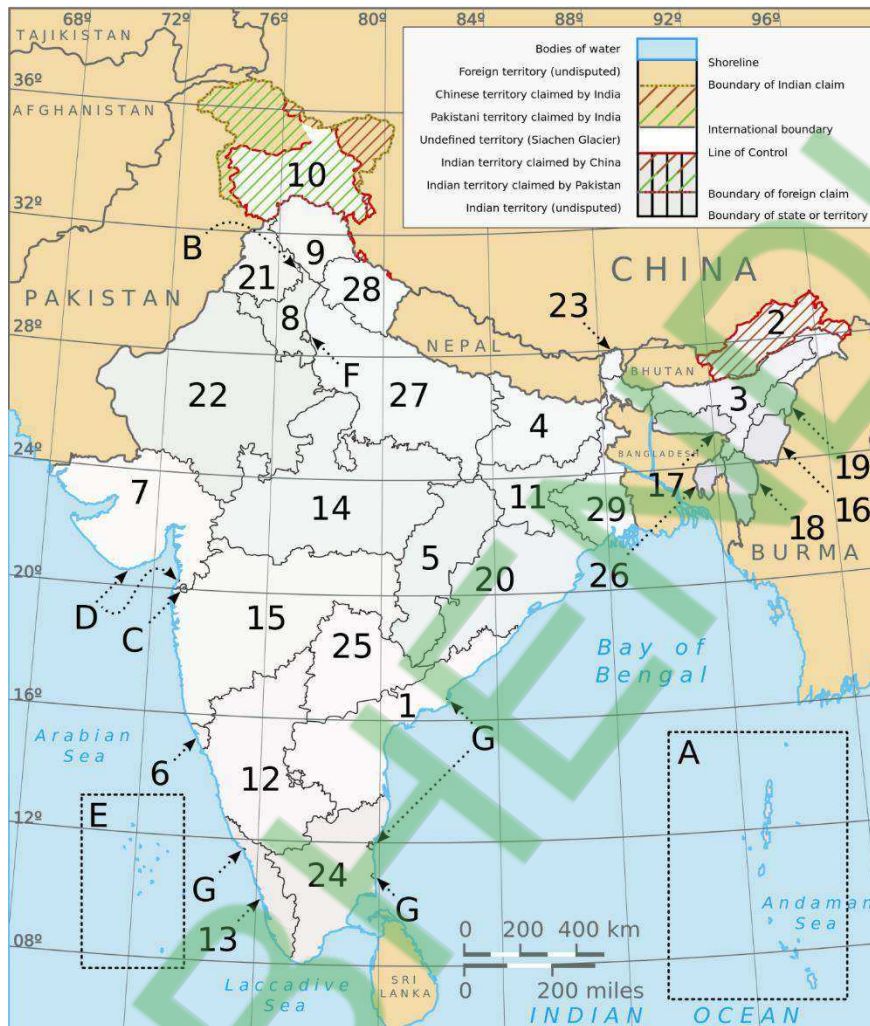 68º 72º 76º 80º 84º 88º 92º 96º
TAJIKISTAN
36º
AFGHANISTAN
32º
28º
24º
20º
16º
12º
08º
Bodies of water
Foreign territory (undisputed)
Chinese territory claimed by India
Pakistani territory claimed by India
Undefined territory (Siachen Glacier)
Indian territory claimed by China
Indian territory claimed by Pakistan
Indian territory (undisputed)
Shoreline
Boundary of Indian claim
International boundary
Line of Control
Boundary of foreign claim
Boundary of state or territory
10
B
9
21
28
8
PAKISTAN
CHINA
23
2
NEPAL
BHUTAN
F
22
27
3
4
BANGLADESH
7
14
11
29
17
19
16
18
BURMA
5
20
26
D
C
15
25
Bay of
Bengal
1
G
Arabian
Sea
6
12
A
E
24
G
G
13
Andaman
Sea
0 200 400 km
0 200 miles
Laccadive
Sea
SRI
LANKA
INDIAN OCEAN